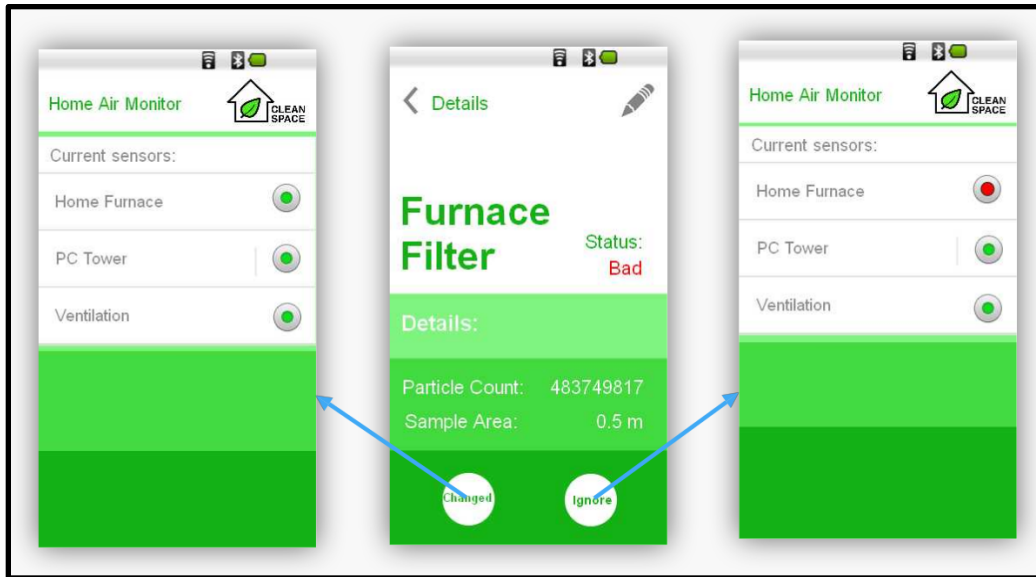 Home Air Monitor
CLEAN
SPACE
Current sensors:
Home Furnace
PC Tower
Ventilation
Details
Furnace
Filter
Status:
Bad
Details:
Particle Count: 483749817
Sample Area: 0.5 m
Changed
Ignore
Home Air Monitor
CLEAN
SPACE
Current sensors:
Home Furnace
PC Tower
Ventilation